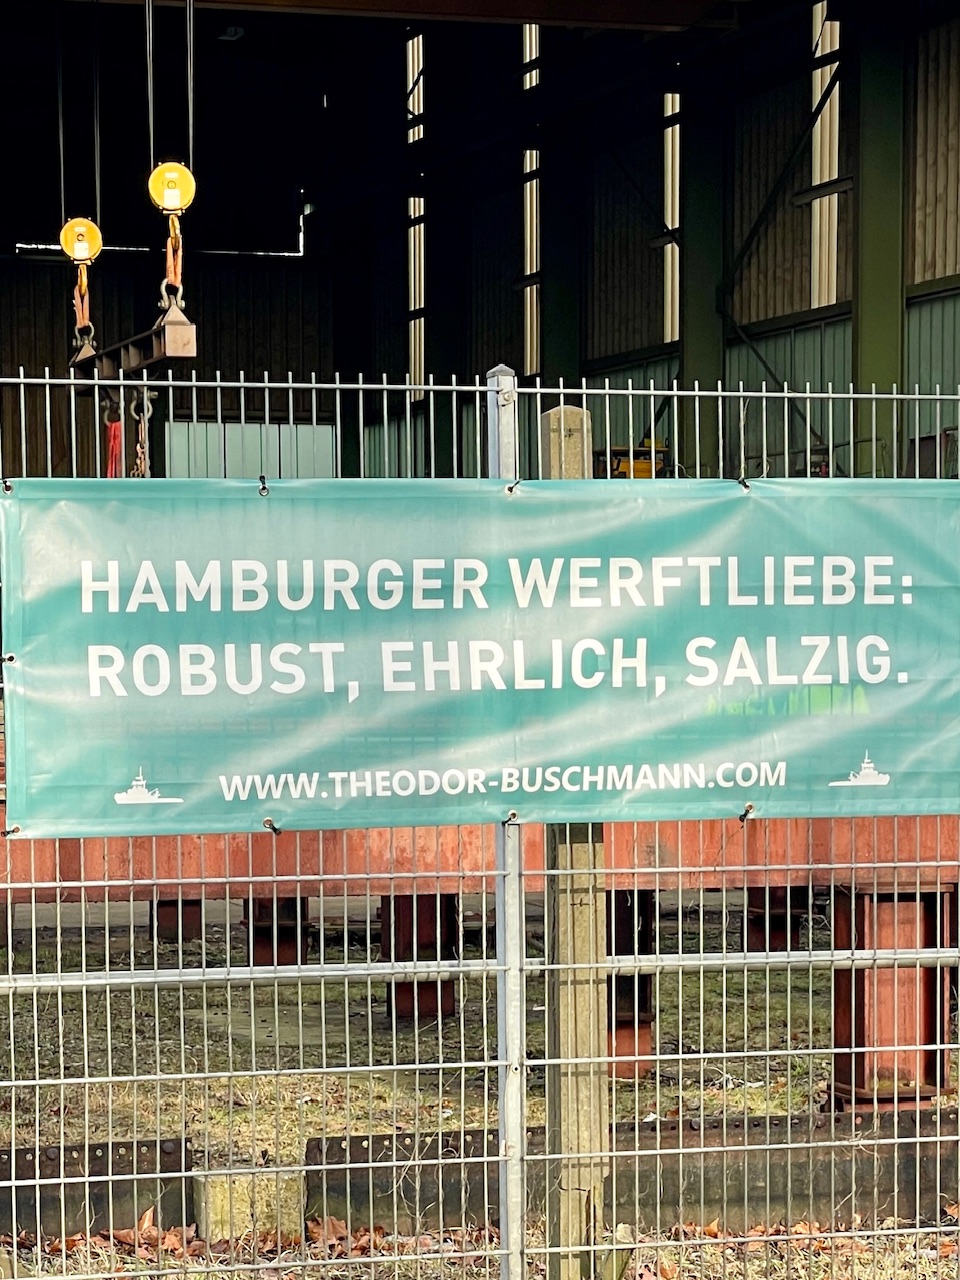 HAMBURGER WERFTLIEBE:
ROBUST, EHRLICH, SALZIG.
WWW.THEODOR-BUSCHMANN.COM